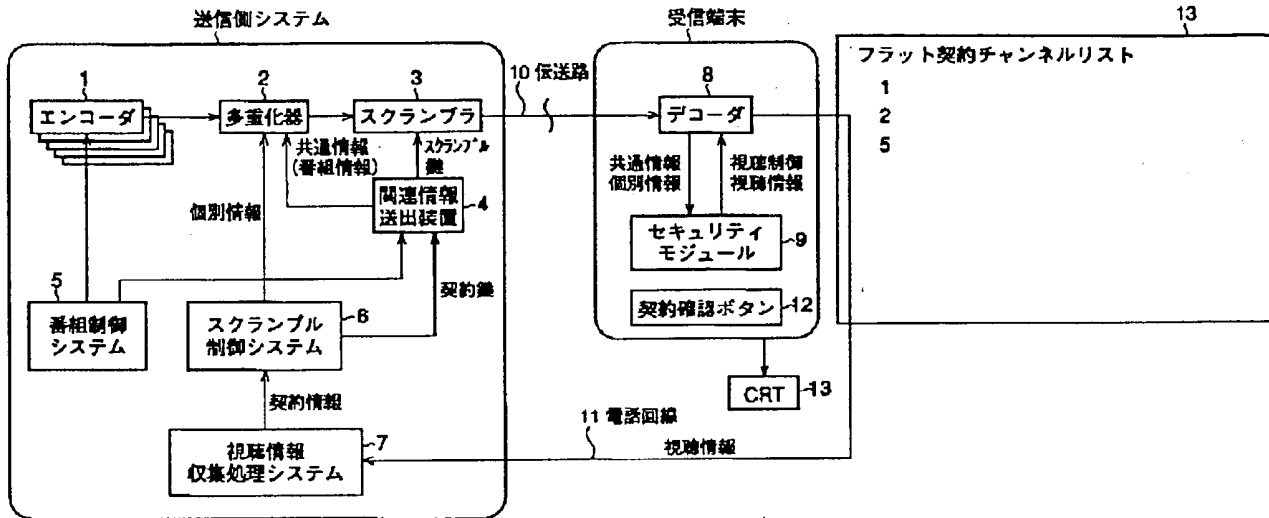 送信側システム
受信端末
13
1
エンコーダ
2
多重化器
3
スクランブラ
10 伝送路
8
デコーダ
フラット契約チャンネルリスト
1
2
5
共通情報
(番組情報)
スクランブル
鍵
関連情報
送出装置
4
個別情報
契約鍵
共通情報
個別情報
視聴制御
視聴情報
セキュリティ
モジュール
9
契約確認ボタン
12
5
番組制御
システム
スクランブル
制御システム
6
契約情報
視聴情報
収集処理システム
7
CRT
13
11 電話回線
視聴情報